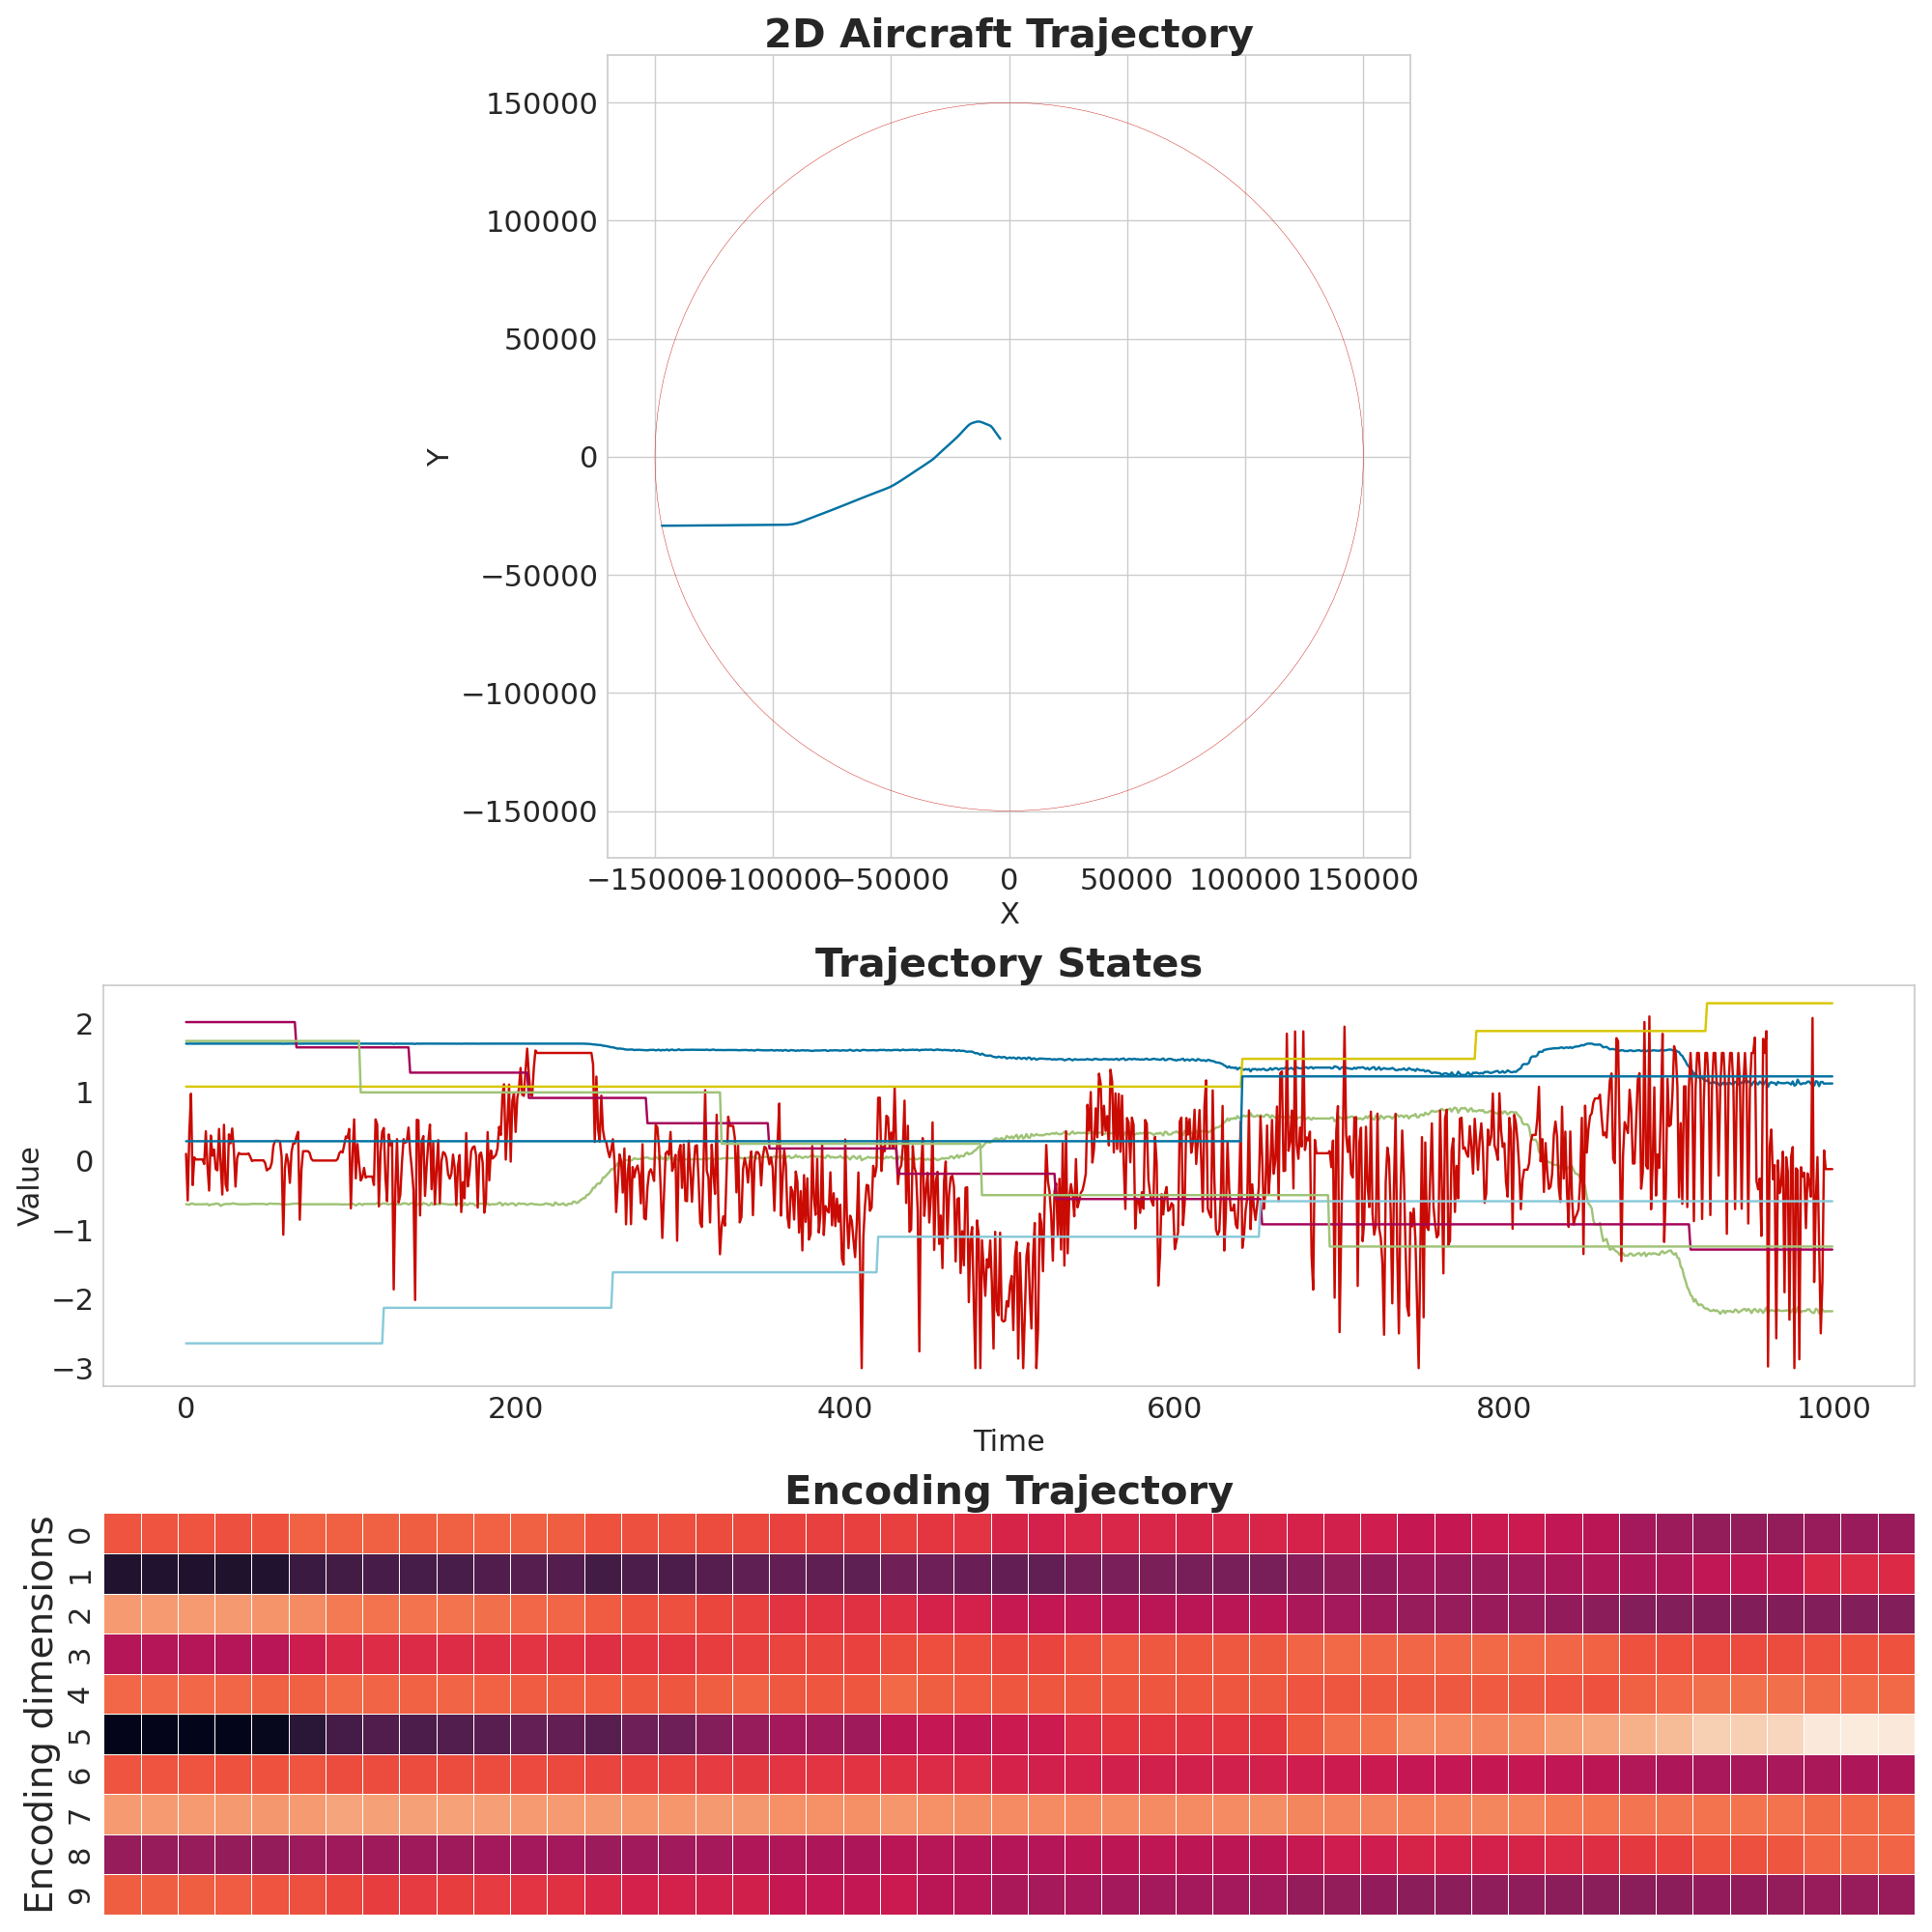 2D Aircraft Trajectory
150000
100000
50000
0
−50000
−100000
−150000
Y
−150000 −100000 −50000 0 50000 100000 150000
X
Trajectory States
2
1
0
−1
−2
−3
Value
0 200 400 600 800 1000
Time
Encoding Trajectory
Encoding dimensions
0
1
2
3
4
5
6
7
8
9